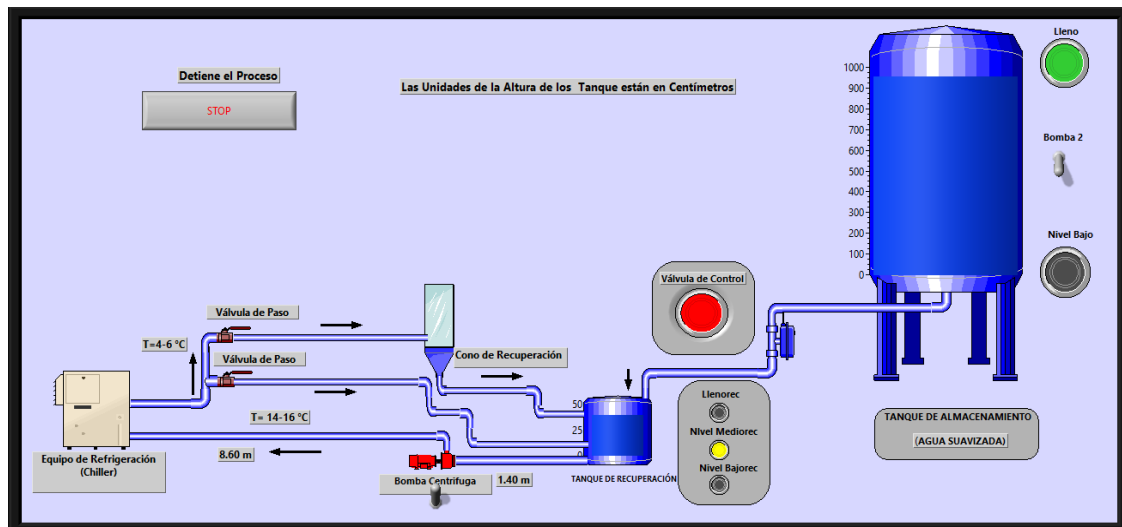 Lleno
Detiene el Proceso
STOP
Las Unidades de la Altura de los Tanque están en Centímetros
1000
900
800
700
600
500
400
300
200
100
0
Bomba 2
Nivel Bajo
Válvula de Control
Válvula de Paso
T=4-6 °C
Cono de Recuperación
Válvula de Paso
Llenorec
50
25
0
T= 14-16 °C
NIvel Mediorec
TANQUE DE ALMACENAMIENTO
(AGUA SUAVIZADA)
Equipo de Refrigeración
(Chiller)
8.60 m
Nivel Bajorec
Bomba Centrifuga
1.40 m
TANQUE DE RECUPERACIÓN